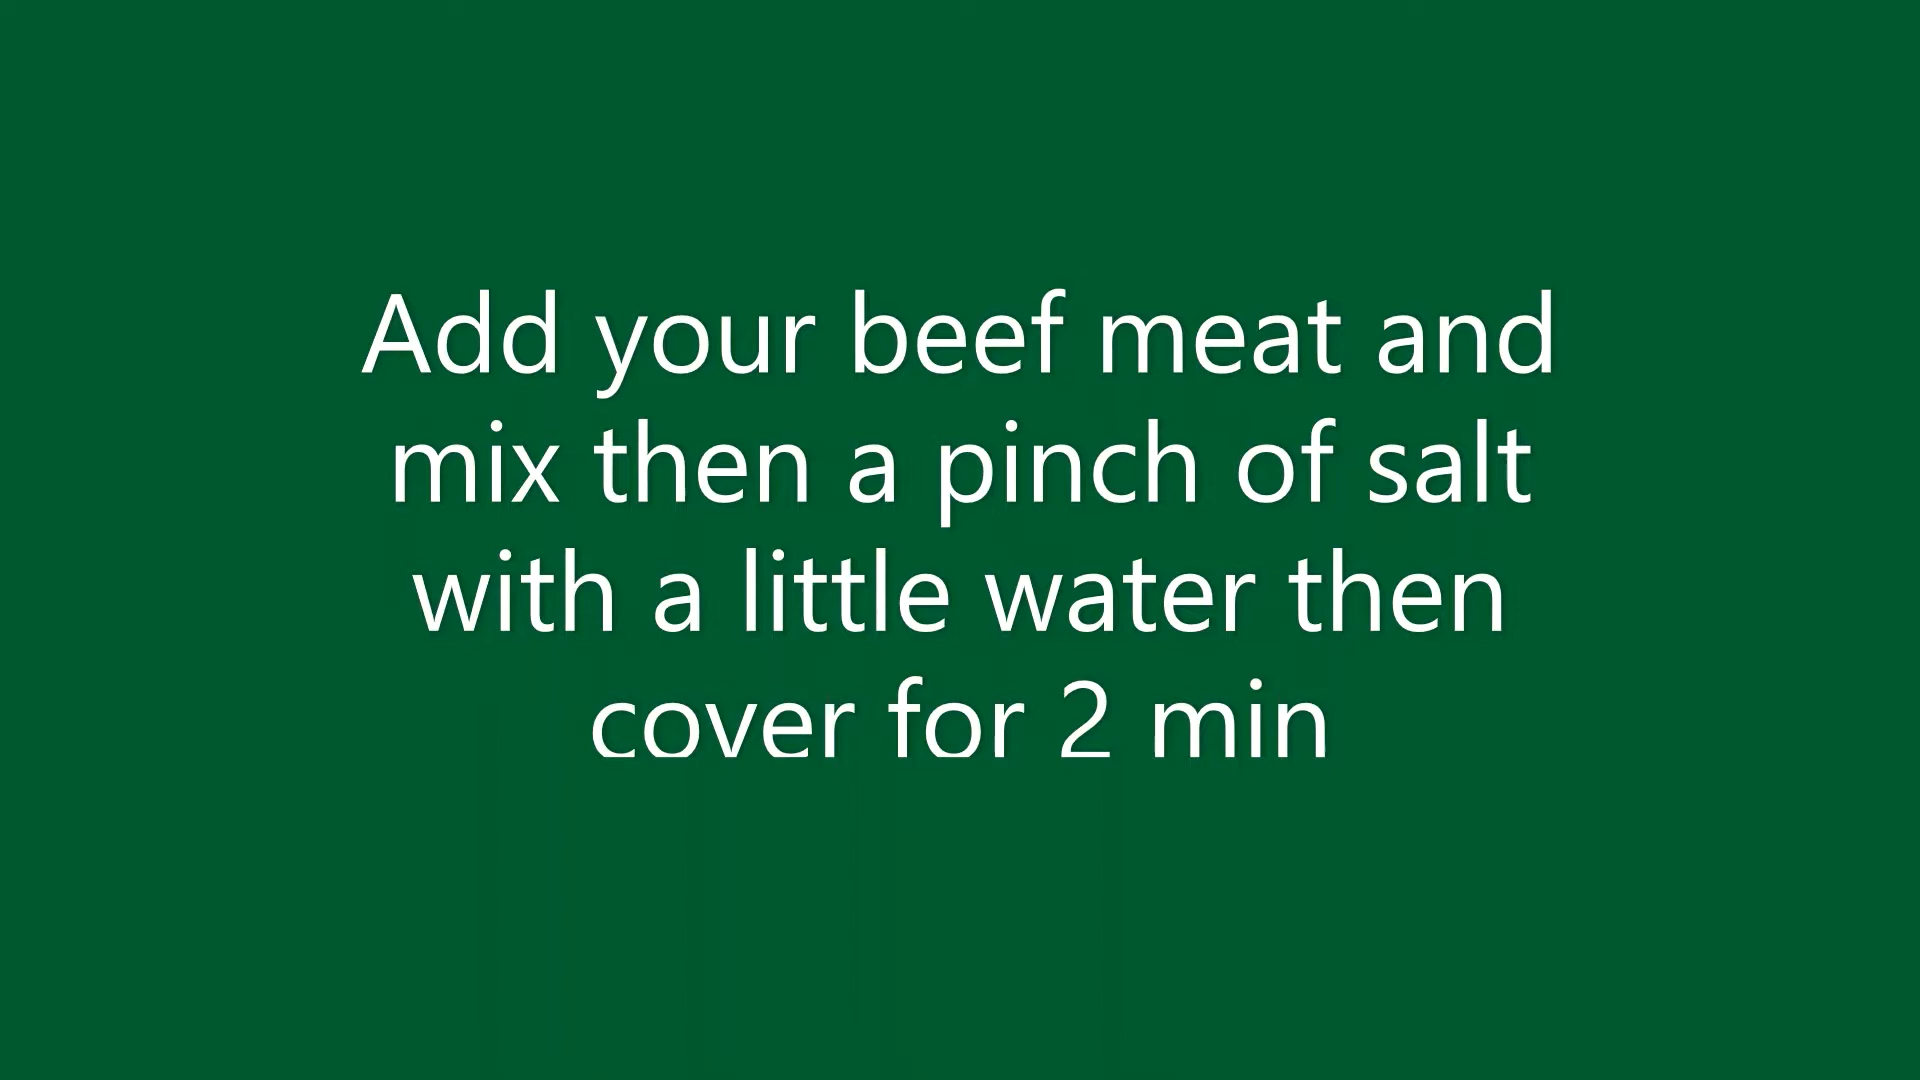 Add your beef meat and
mix then a pinch of salt
with a little water then
cover for 2 min